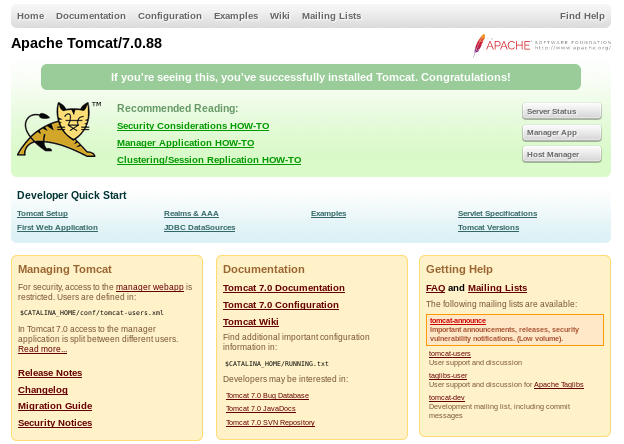 Home Documentation Configuration Examples Wiki Mailing Lists Find Help
Apache Tomcat/7.0.88
APACHE SOFTWARE FOUNDATION
http://www.apache.org/
If you're seeing this, you've successfully installed Tomcat. Congratulations!
TM
Recommended Reading:
Security Considerations HOW-TO
Manager Application HOW-TO
Clustering/Session Replication HOW-TO
Server Status
Manager App
Host Manager
Developer Quick Start
Tomcat Setup
First Web Application
Realms & AAA
JDBC DataSources
Examples
Servlet Specifications
Tomcat Versions
Managing Tomcat
For security, access to the manager webapp is
restricted. Users are defined in:
$CATALINA_HOME/conf/tomcat-users.xml
In Tomcat 7.0 access to the manager
application is split between different users.
Read more...
Release Notes
Changelog
Migration Guide
Security Notices
Documentation
Tomcat 7.0 Documentation
Tomcat 7.0 Configuration
Tomcat Wiki
Find additional important configuration
information in:
$CATALINA_HOME/RUNNING.txt
Developers may be interested in:
Tomcat 7.0 Bug Database
Tomcat 7.0 JavaDocs
Tomcat 7.0 SVN Repository
Getting Help
FAQ and Mailing Lists
The following mailing lists are available:
tomcat-announce
Important announcements, releases, security
vulnerability notifications. (Low volume).
tomcat-users
User support and discussion
taglibs-user
User support and discussion for Apache Taglibs
tomcat-dev
Development mailing list, including commit
messages